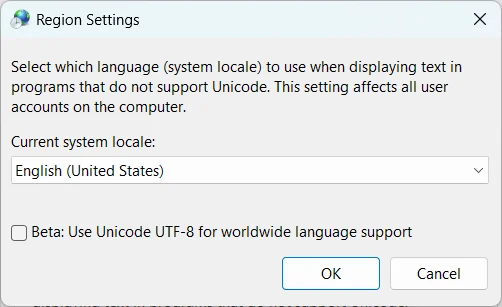 Region Settings
Select which language (system locale) to use when displaying text in
programs that do not support Unicode. This setting affects all user
accounts on the computer.
Current system locale:
English (United States)
Beta: Use Unicode UTF-8 for worldwide language support
OK
Cancel